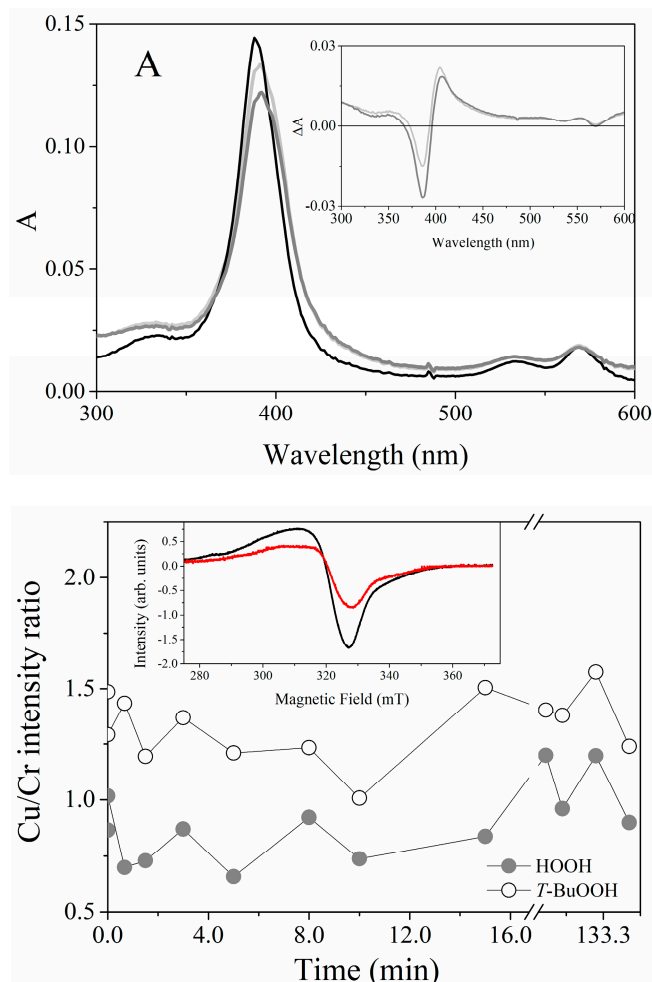 0.15
A
0.10
A
0.05
0.00
300
400
500
600
Wavelength (nm)
0.03
0.00
-0.03
ΔA
300 350 400 450 500 550 600
Wavelength (nm)
2.0
1.5
1.0
0.5
Cu/Cr intensity ratio
0.5
0.0
-0.5
-1.0
-1.5
-2.0
Intensity (arb. units)
280 300 320 340 360
Magnetic Field (mT)
HOOH
T-BuOOH
0.0 4.0 8.0 12.0 16.0 133.3
Time (min)